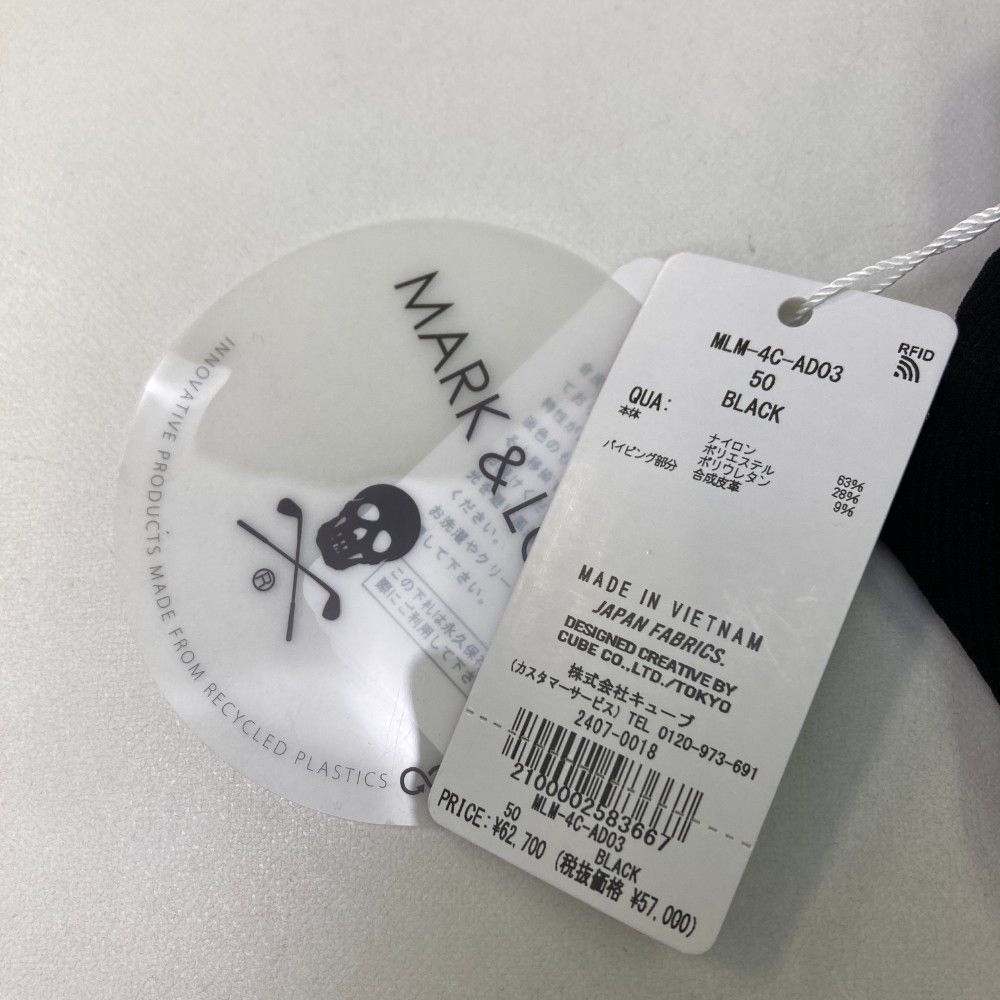 MARK & LO
INNOVATIVE PRODUCTS MADE FROM RECYCLED PLASTICS
®
ください。
お洗濯やクリー
して下さい。
この下札は永久保存
際にご利用して下さ
RFID
MLM-4C-AD03
50
QUA: BLACK
本体 ナイロン 63%
ポリエステル 28%
ポリウレタン 9%
パイピング部分 合成皮革
MADE IN VIETNAM
JAPAN FABRICS.
DESIGNED CREATIVE BY
CUBE CO.,LTD./TOKYO
株式会社キューブ
(カスタマーサービス) TEL 0120-973-691
2407-0018
2100002583667
50 MLM-4C-AD03
BLACK
PRICE:¥62,700 (税抜価格 ¥57,000)